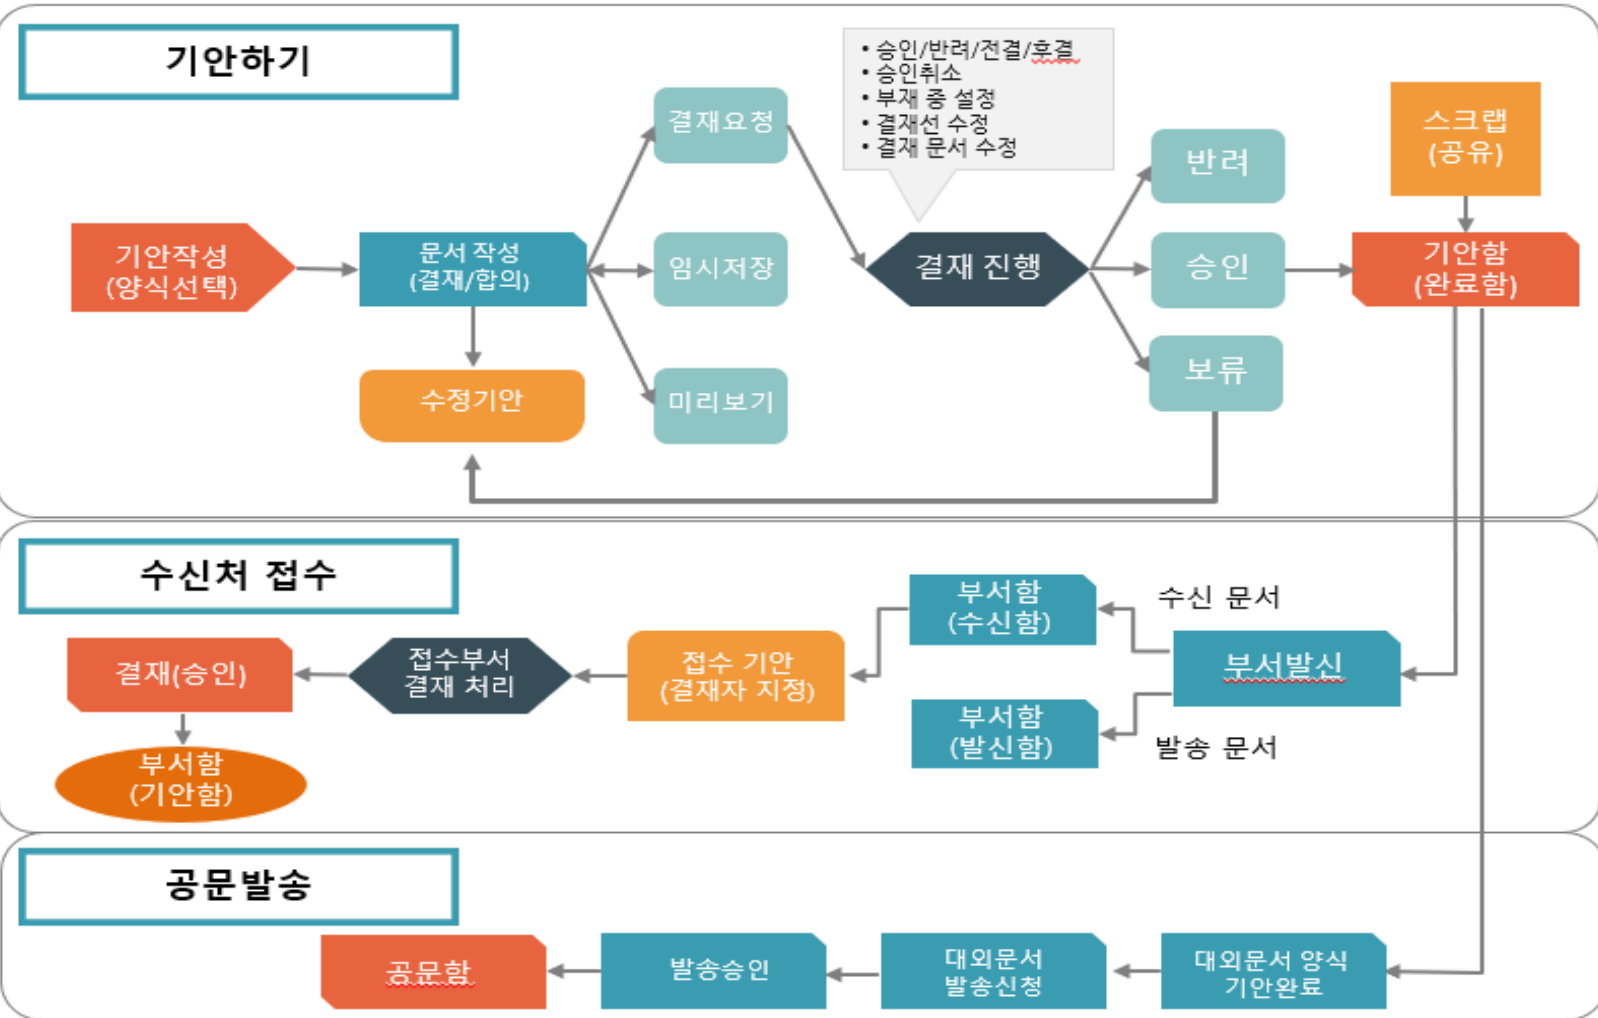 기안하기
• 승인/반려/전결/후결
• 승인취소
• 부재 중 설정
• 결재선 수정
• 결재 문서 수정
결재요청
스크랩
(공유)
반려
기안작성
(양식선택)
문서 작성
(결재/합의)
임시저장
결재 진행
승인
기안함
(완료함)
수정기안
미리보기
보류
수신처 접수
부서함
(수신함)
수신 문서
결재(승인)
접수부서
결재 처리
접수 기안
(결재자 지정)
부서발신
부서함
(발신함)
발송 문서
부서함
(기안함)
공문발송
공문함
발송승인
대외문서
발송신청
대외문서 양식
기안완료